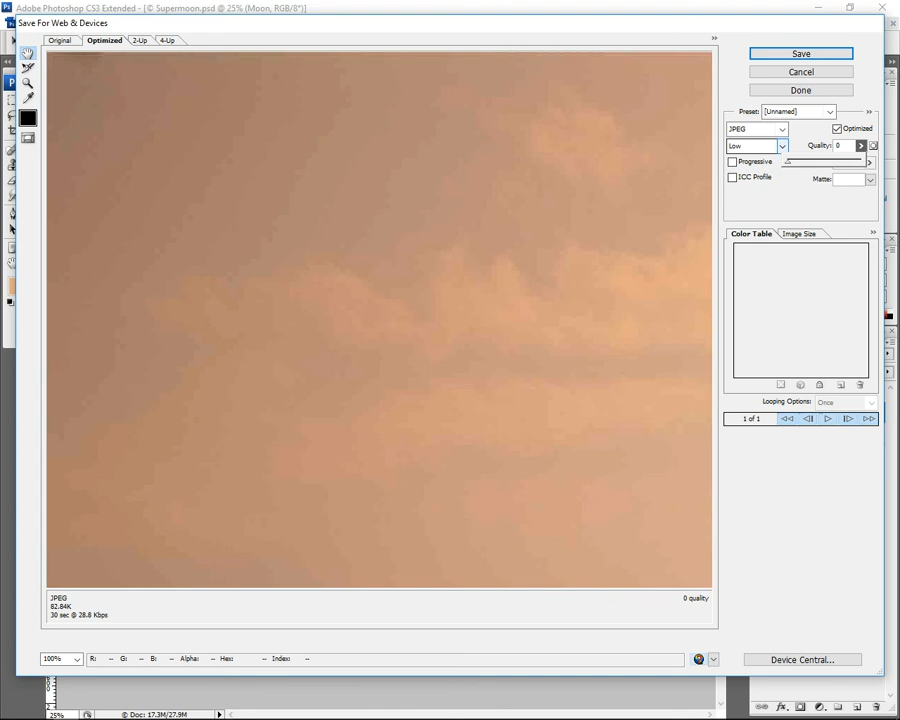 Adobe Photoshop CS3 Extended - [© Supermoon.psd @ 25% (Moon, RGB/8*)]
Save For Web & Devices
Original Optimized 2-Up 4-Up
Save
Cancel
Done
Preset: [Unnamed]
JPEG Optimized
Low Quality: 0
Progressive
ICC Profile Matte:
Color Table Image Size
Looping Options: Once
1 of 1
JPEG 0 quality
82.84K
30 sec @ 28.8 Kbps
100% R: -- G: -- B: -- Alpha: -- Hex: -- Index: -- Device Central...
25% © Doc: 17.3M/27.9M